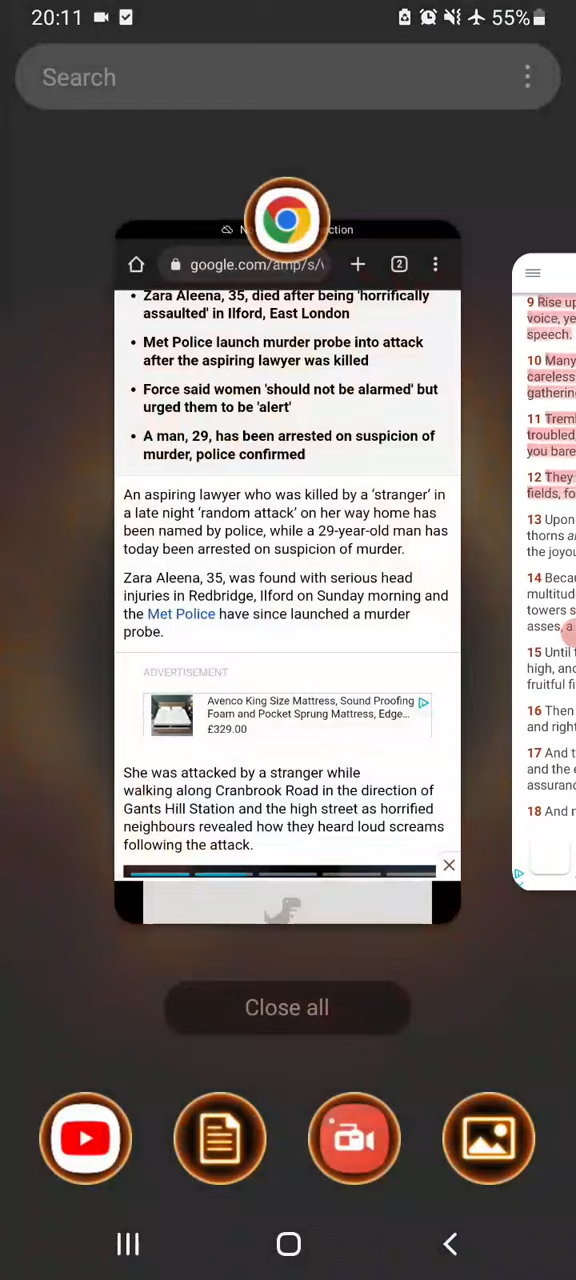 20:11
55%
Search
No
ction
google.com/amp/s/
2
Zara Aleena, 35, died after being 'horrifically
assaulted' in Ilford, East London
Met Police launch murder probe into attack
after the aspiring lawyer was killed
Force said women 'should not be alarmed' but
urged them to be 'alert'
A man, 29, has been arrested on suspicion of
murder, police confirmed
An aspiring lawyer who was killed by a 'stranger' in
a late night 'random attack' on her way home has
been named by police, while a 29-year-old man has
today been arrested on suspicion of murder.
Zara Aleena, 35, was found with serious head
injuries in Redbridge, Ilford on Sunday morning and
the Met Police have since launched a murder
probe.
ADVERTISEMENT
Avenco King Size Mattress, Sound Proofing
Foam and Pocket Sprung Mattress, Edge...
£329.00
She was attacked by a stranger while
walking along Cranbrook Road in the direction of
Gants Hill Station and the high street as horrified
neighbours revealed how they heard loud screams
following the attack.
9 Rise up
voice, ye
speech.
10 Many
careless
gathering
11 Trem
troubled
you bare
12 They
fields, fo
13 Upon
thorns an
the joyou
14 Becau
multitud
towers s
asses, a
15 Until
high, and
fruitful fi
16 Then
and right
17 And t
and the e
assuranc
18 And r
Close all